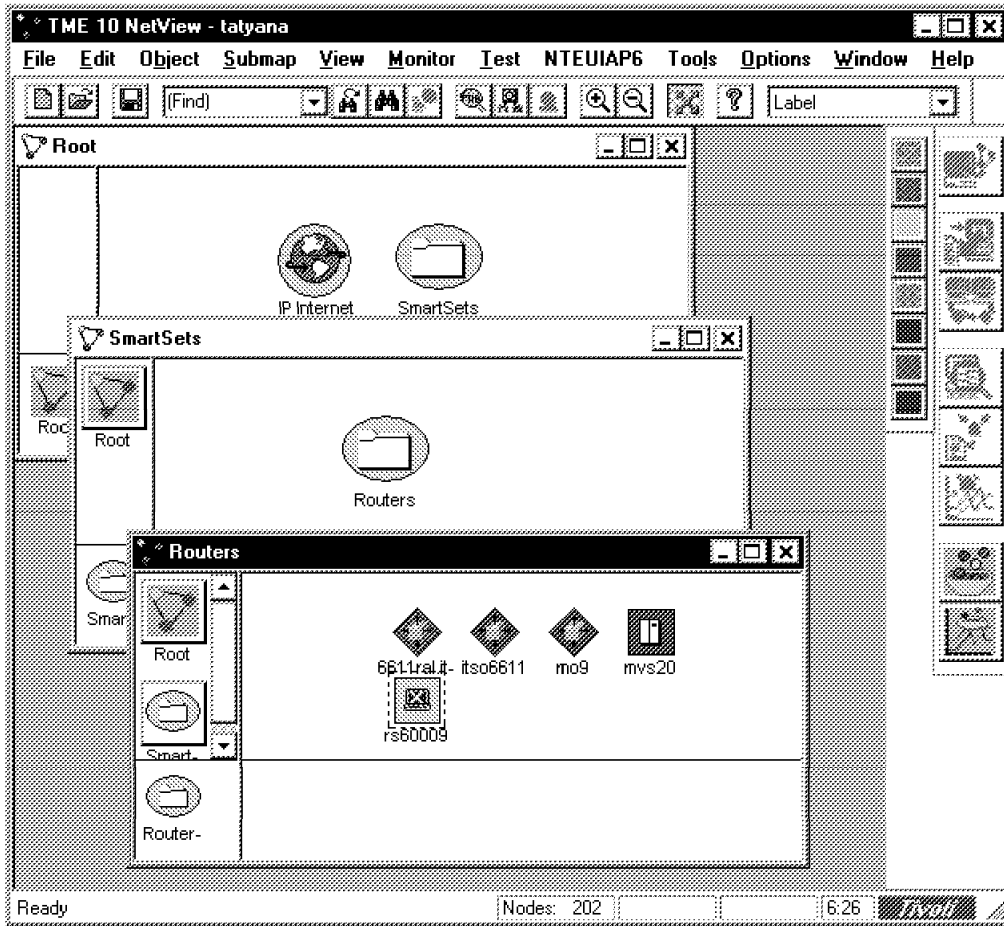 TME 10 NetView - tatyana
File Edit Object Submap View Monitor Test NTEUIAP6 Tools Options Window Help
(Find)
Label
Root
IP Internet SmartSets
Roo
SmartSets
Root
Routers
Smar
Routers
Root
6611ral.it- itso6611 mo9 mvs20
rs60009
Smart-
Router-
Ready Nodes: 202 6:26 Tivoli